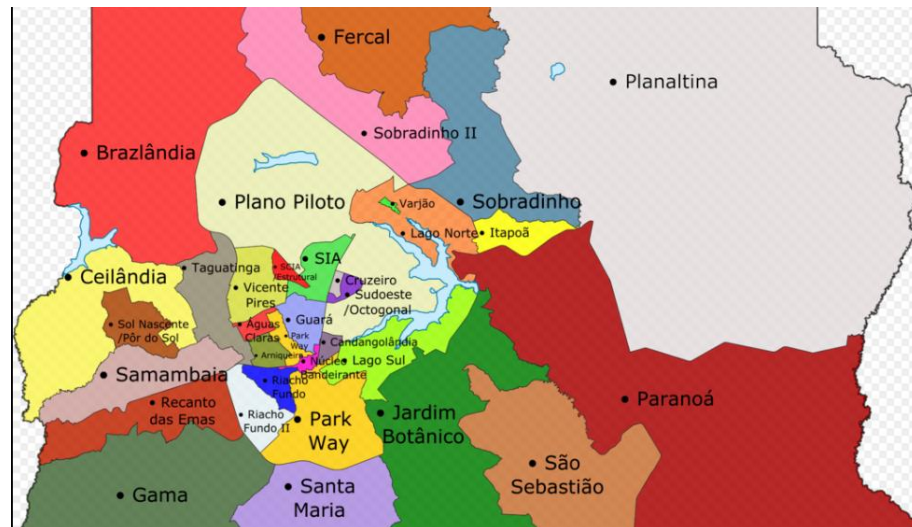 Fercal
Planaltina
Sobradinho II
Brazlândia
Plano Piloto
Varjão
Sobradinho
Lago Norte
Itapoã
SIA
Taguatinga
SCIA
/Estrutural
Ceilândia
Cruzeiro
Vicente
Pires
Sudoeste
/Octogonal
Guará
Sol Nascente
/Pôr do Sol
Águas
Claras
Park
Way
Candangolândia
Arniqueira
Núcleo
Bandeirante
Lago Sul
Samambaia
Riacho
Fundo
Recanto
das Emas
Riacho
Fundo II
Park
Way
Jardim
Botânico
Paranoá
São
Sebastião
Gama
Santa
Maria